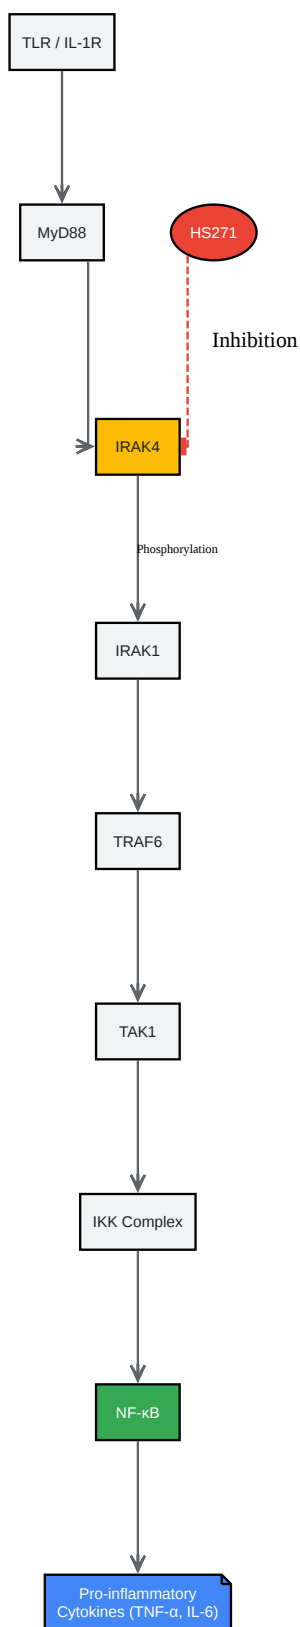 TLR / IL-1R
MyD88
HS271
Inhibition
IRAK4
Phosphorylation
IRAK1
TRAF6
TAK1
IKK Complex
NF-κB
Pro-inflammatory
Cytokines (TNF-α, IL-6)